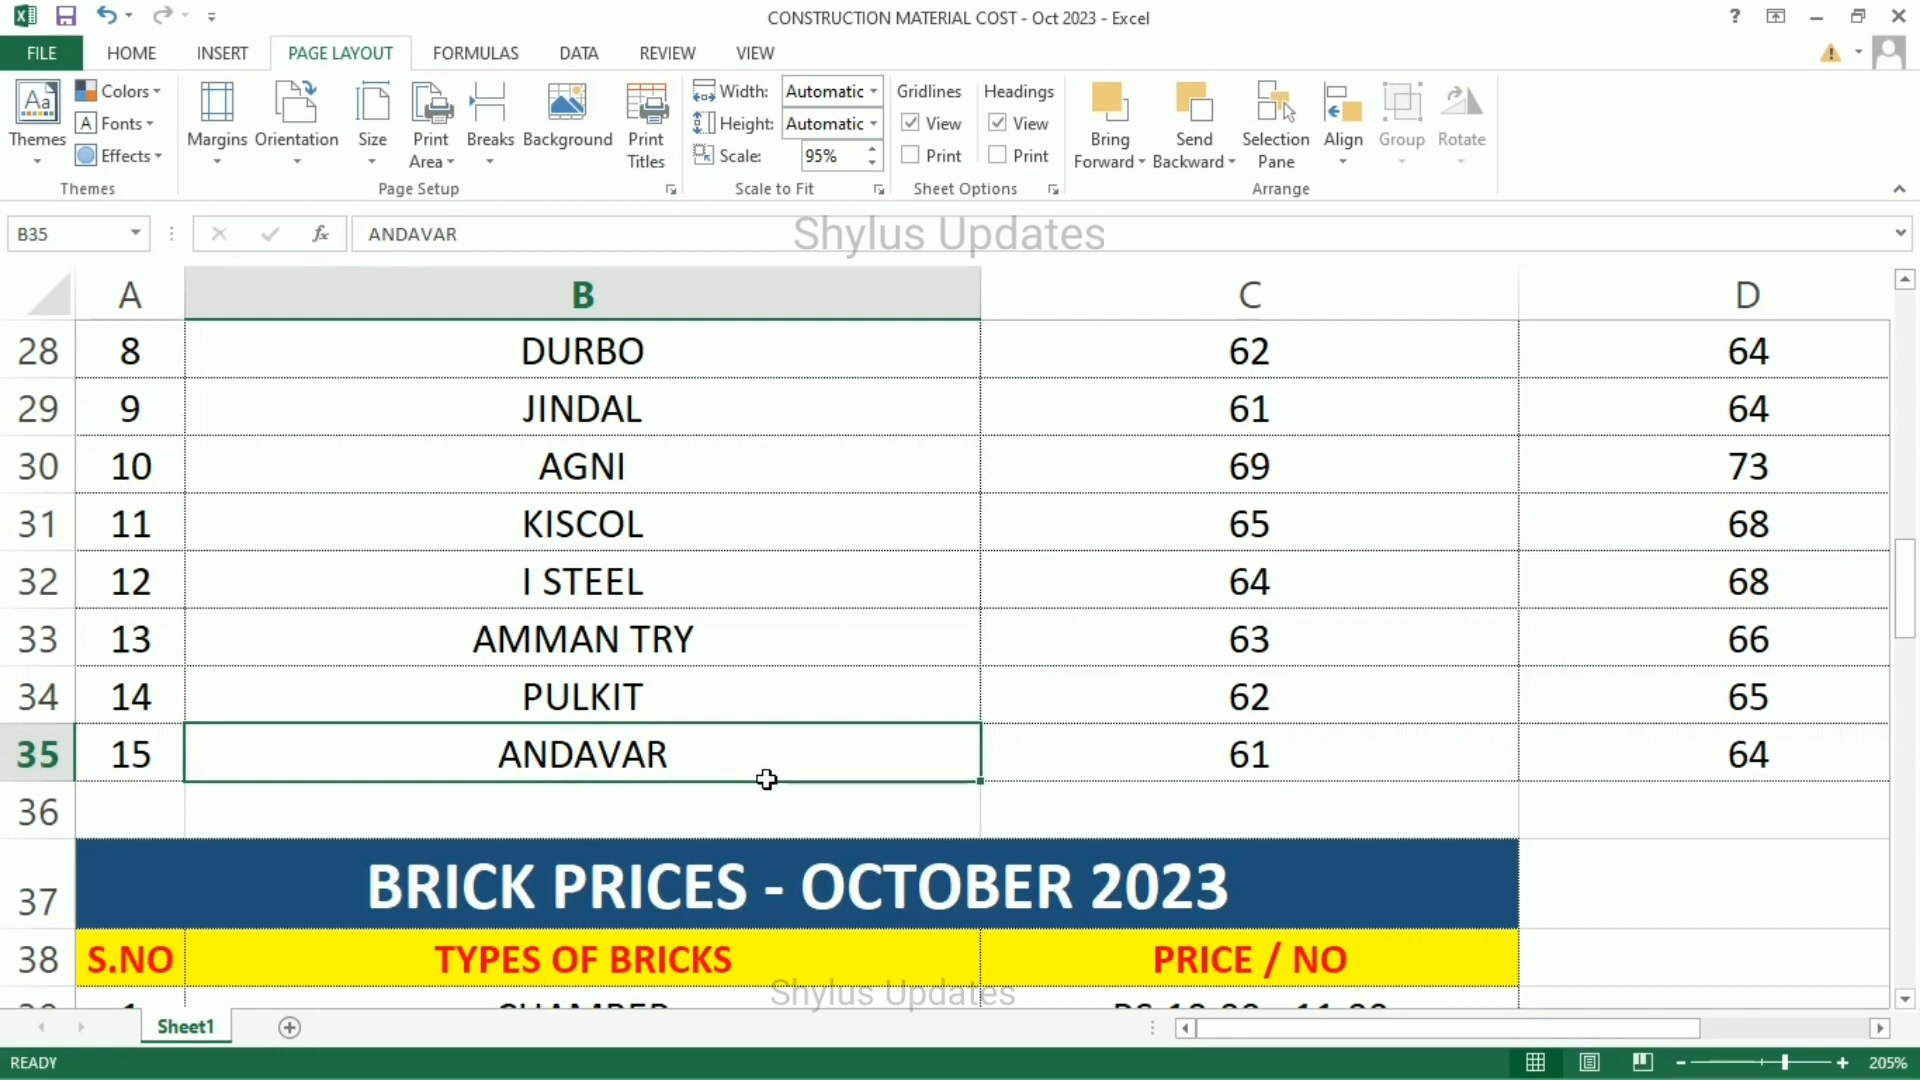 CONSTRUCTION MATERIAL COST - Oct 2023 - Excel
?
FILE HOME INSERT PAGE LAYOUT FORMULAS DATA REVIEW VIEW
Aa Themes
Colors
A Fonts
Effects
Themes
Margins Orientation Size Print Area Breaks Background Print Titles
Page Setup
Width: Automatic
Height: Automatic
Scale: 95%
Scale to Fit
Gridlines Headings
View View
Print Print
Sheet Options
Bring Forward Send Backward Selection Pane Align Group Rotate
Arrange
B35 fx ANDAVAR
Shylus Updates
A B C D
28 8 DURBO 62 64
29 9 JINDAL 61 64
30 10 AGNI 69 73
31 11 KISCOL 65 68
32 12 I STEEL 64 68
33 13 AMMAN TRY 63 66
34 14 PULKIT 62 65
35 15 ANDAVAR 61 64
36
37 BRICK PRICES - OCTOBER 2023
38 S.NO TYPES OF BRICKS PRICE / NO
Shylus Updates
Sheet1
READY 205%